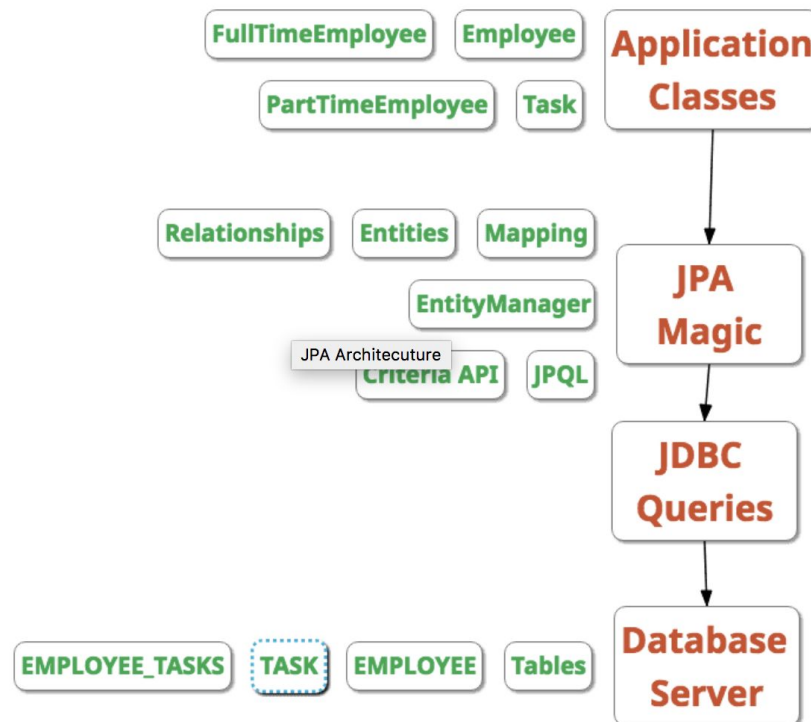 FullTimeEmployee Employee Application
PartTimeEmployee Task Classes
Relationships Entities Mapping
JPA
EntityManager
Magic
JPA Architecuture
Criteria API JPQL
JDBC
Queries
Database
EMPLOYEE_TASKS TASK EMPLOYEE Tables
Server